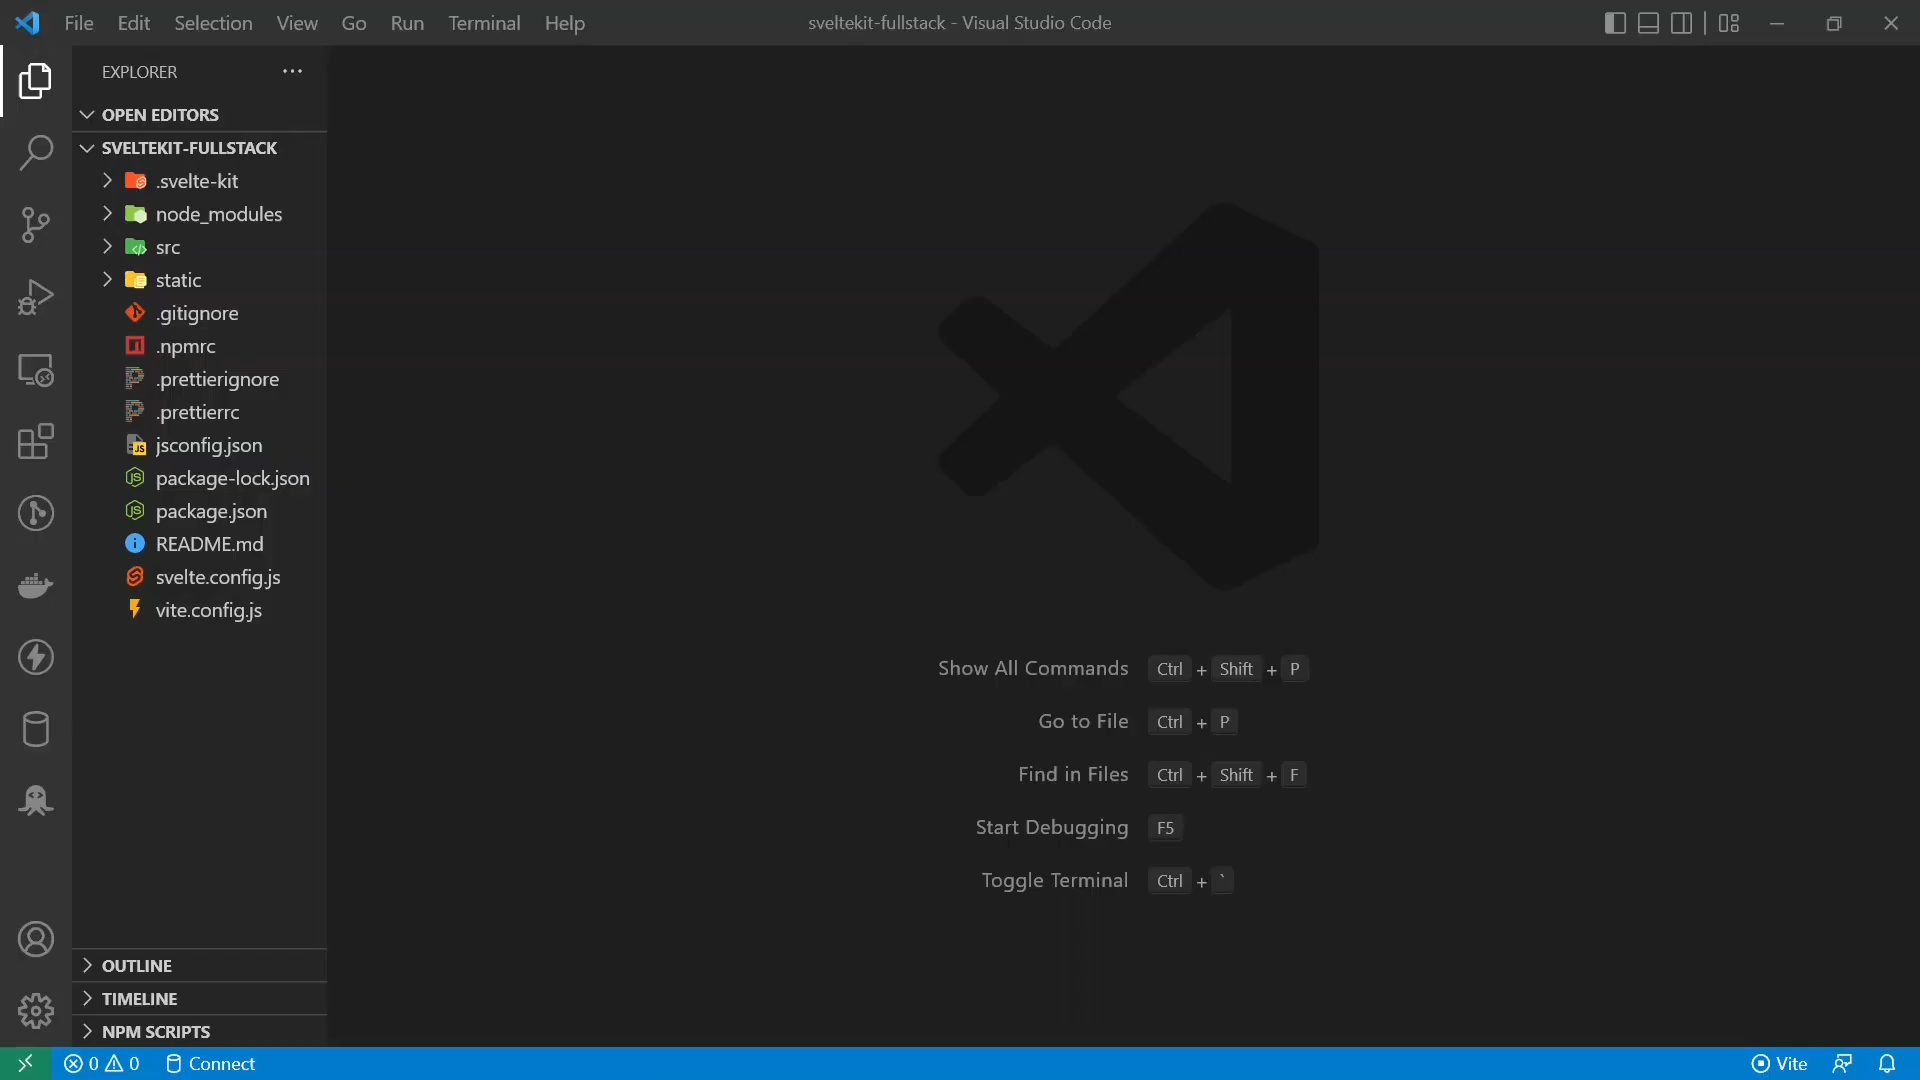 File Edit Selection View Go Run Terminal Help
sveltekit-fullstack - Visual Studio Code
EXPLORER
OPEN EDITORS
SVELTEKIT-FULLSTACK
.svelte-kit
node_modules
src
static
.gitignore
.npmrc
.prettierignore
.prettierrc
jsconfig.json
package-lock.json
package.json
README.md
svelte.config.js
vite.config.js
Show All Commands Ctrl + Shift + P
Go to File Ctrl + P
Find in Files Ctrl + Shift + F
Start Debugging F5
Toggle Terminal Ctrl + `
OUTLINE
TIMELINE
NPM SCRIPTS
0 0 Connect
Vite